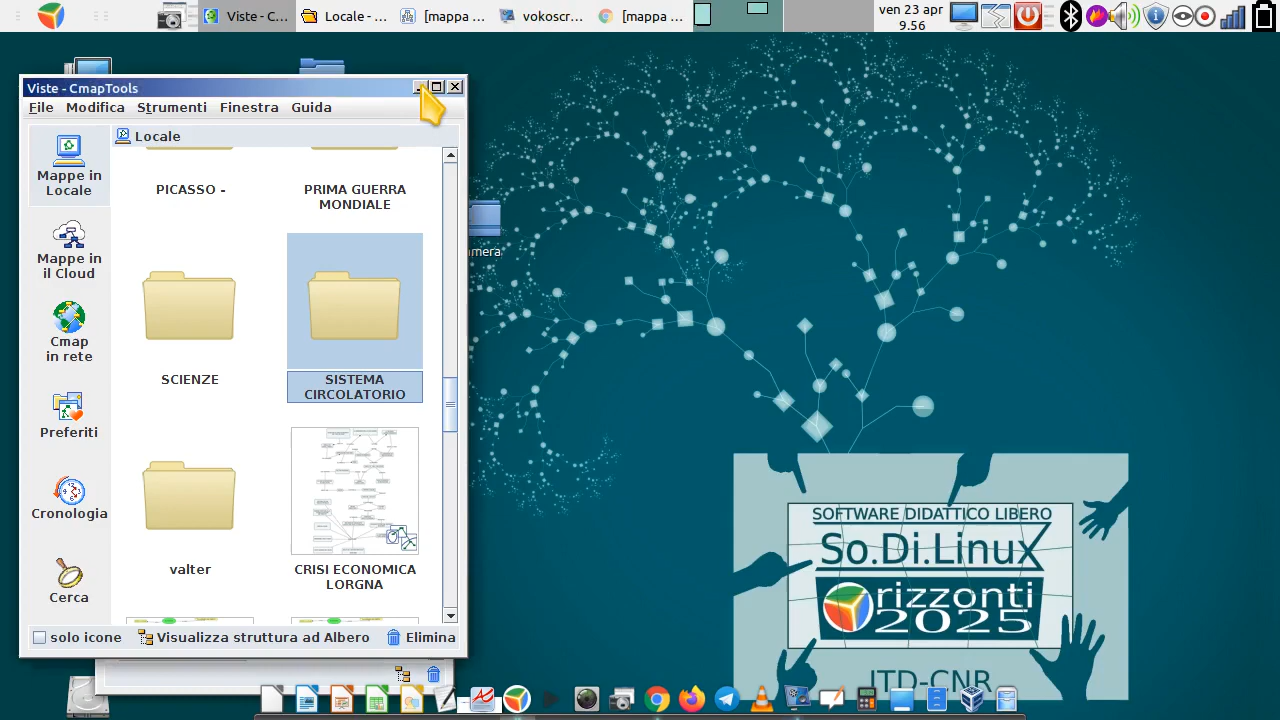 Viste - C...
Locale - ...
[mappa ...
vokoscr...
[mappa ...
ven 23 apr
9.56
Viste - CmapTools
File Modifica Strumenti Finestra Guida
Locale
Mappe in
Locale
Mappe in
il Cloud
Cmap
in rete
Preferiti
Cronologia
Cerca
PICASSO -
PRIMA GUERRA
MONDIALE
SCIENZE
SISTEMA
CIRCOLATORIO
valter
CRISI ECONOMICA
LORGNA
solo icone
Visualizza struttura ad Albero
Elimina
amera
SOFTWARE DIDATTICO LIBERO
So.Di.Linux
rizzonti
2025
ITD-CNR